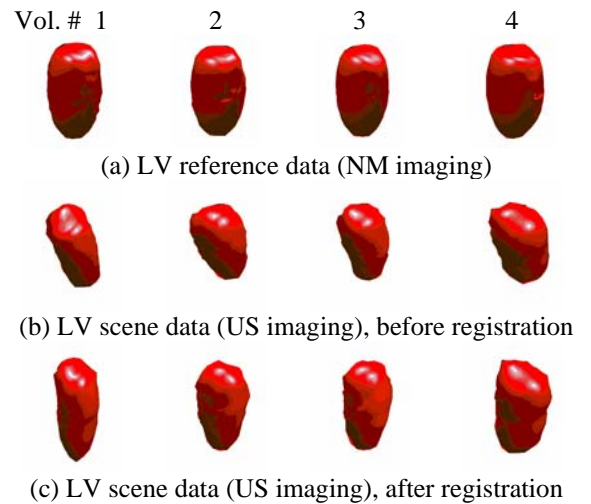 Vol. # 1 2 3 4
(a) LV reference data (NM imaging)
(b) LV scene data (US imaging), before registration
(c) LV scene data (US imaging), after registration